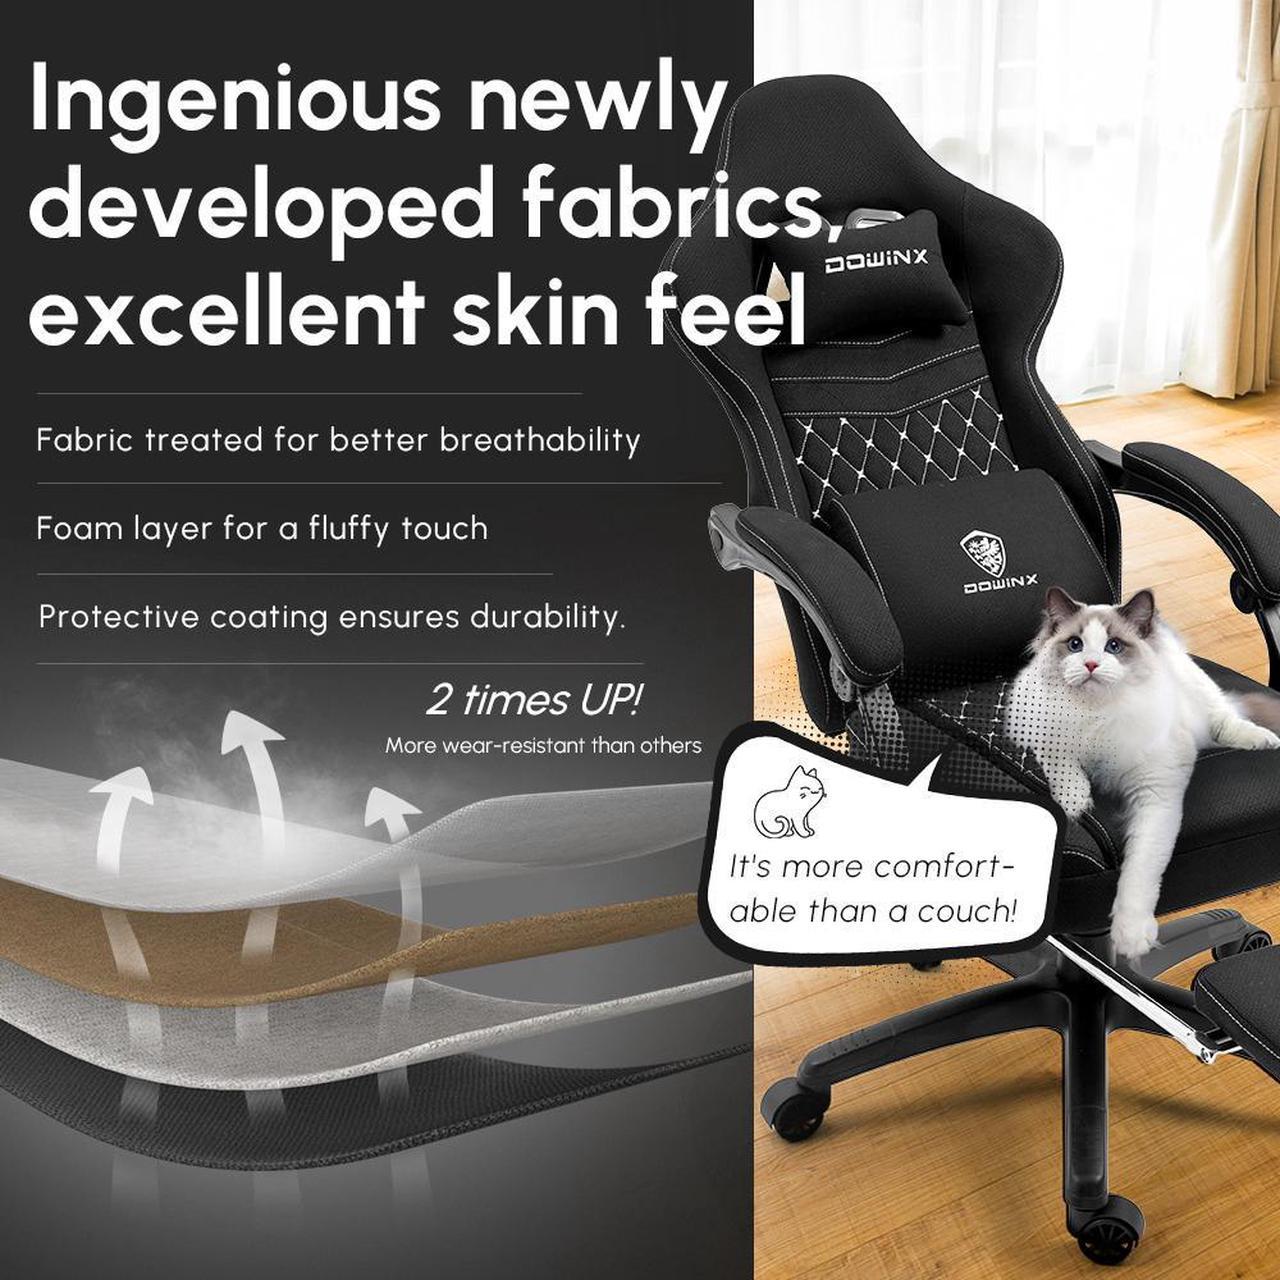 Ingenious newly
developed fabrics,
excellent skin feel
DOWINX
Fabric treated for better breathability
Foam layer for a fluffy touch
Protective coating ensures durability.
DOWINX
2 times UP!
More wear-resistant than others
It's more comfort-
able than a couch!